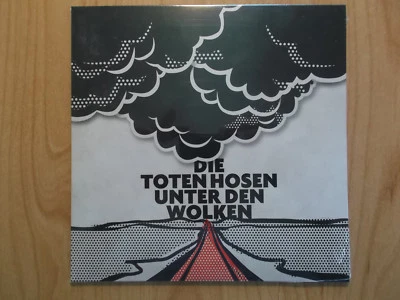 DIE
TOTEN HOSEN
UNTER DEN
WOLKEN